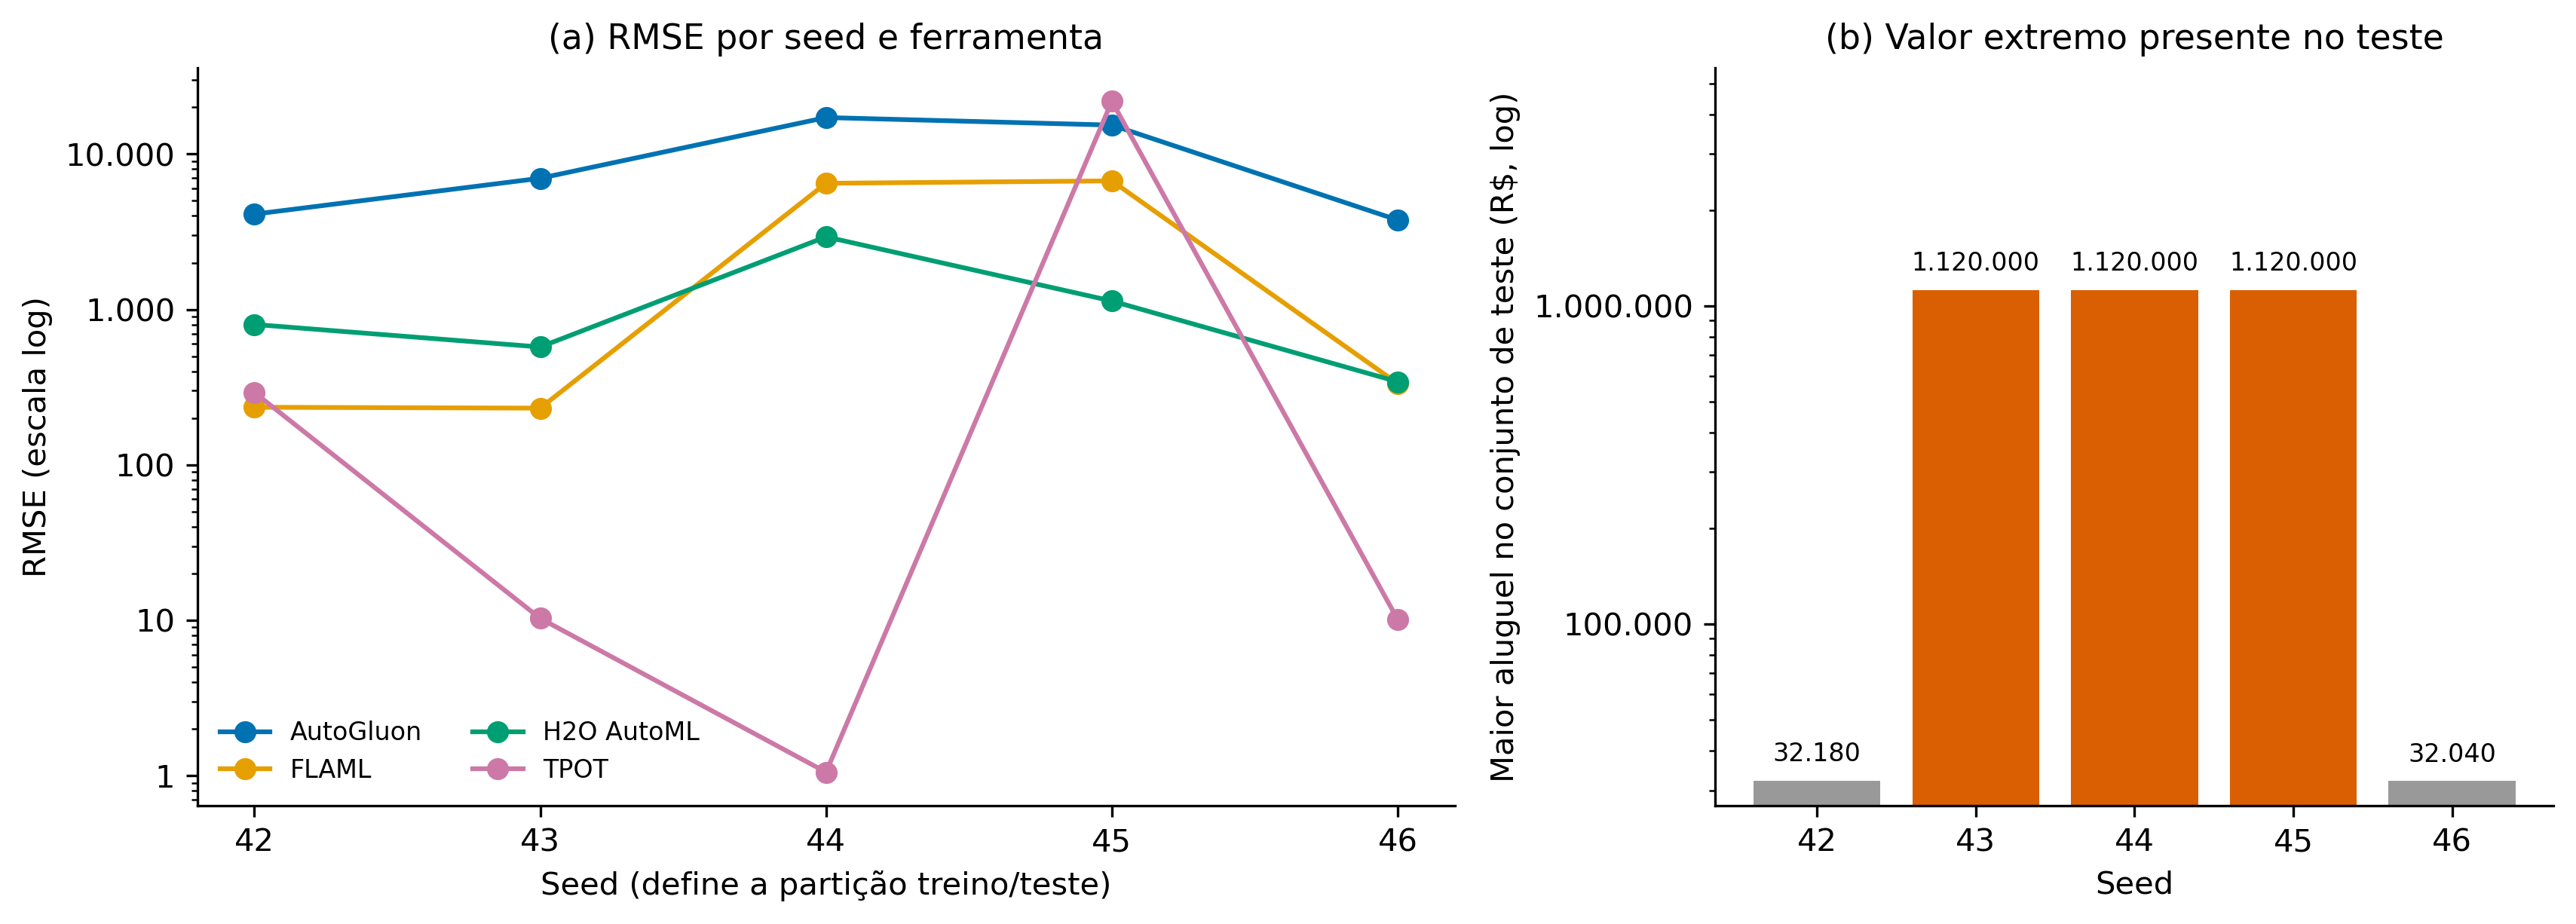 (a) RMSE por seed e ferramenta
RMSE (escala log)
10.000
1.000
100
10
1
AutoGluon
FLAML
H2O AutoML
TPOT
42
43
44
45
46
Seed (define a partição treino/teste)
(b) Valor extremo presente no teste
Maior aluguel no conjunto de teste (R$, log)
1.000.000
100.000
32.180
1.120.000
1.120.000
1.120.000
32.040
42
43
44
45
46
Seed